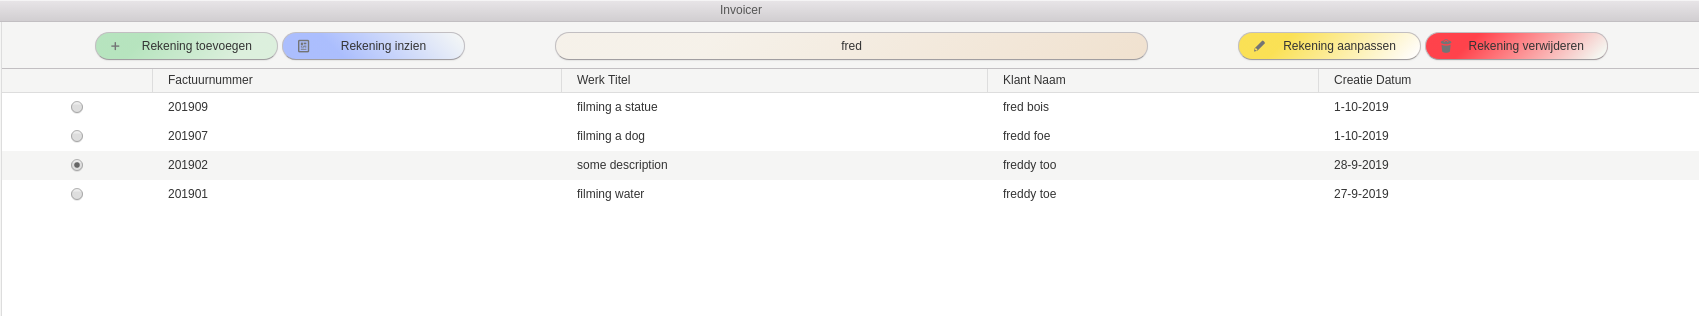 Invoicer
Rekening toevoegen Rekening inzien fred Rekening aanpassen Rekening verwijderen
Factuurnummer Werk Titel Klant Naam Creatie Datum
201909 filming a statue fred bois 1-10-2019
201907 filming a dog fredd foe 1-10-2019
201902 some description freddy too 28-9-2019
201901 filming water freddy toe 27-9-2019